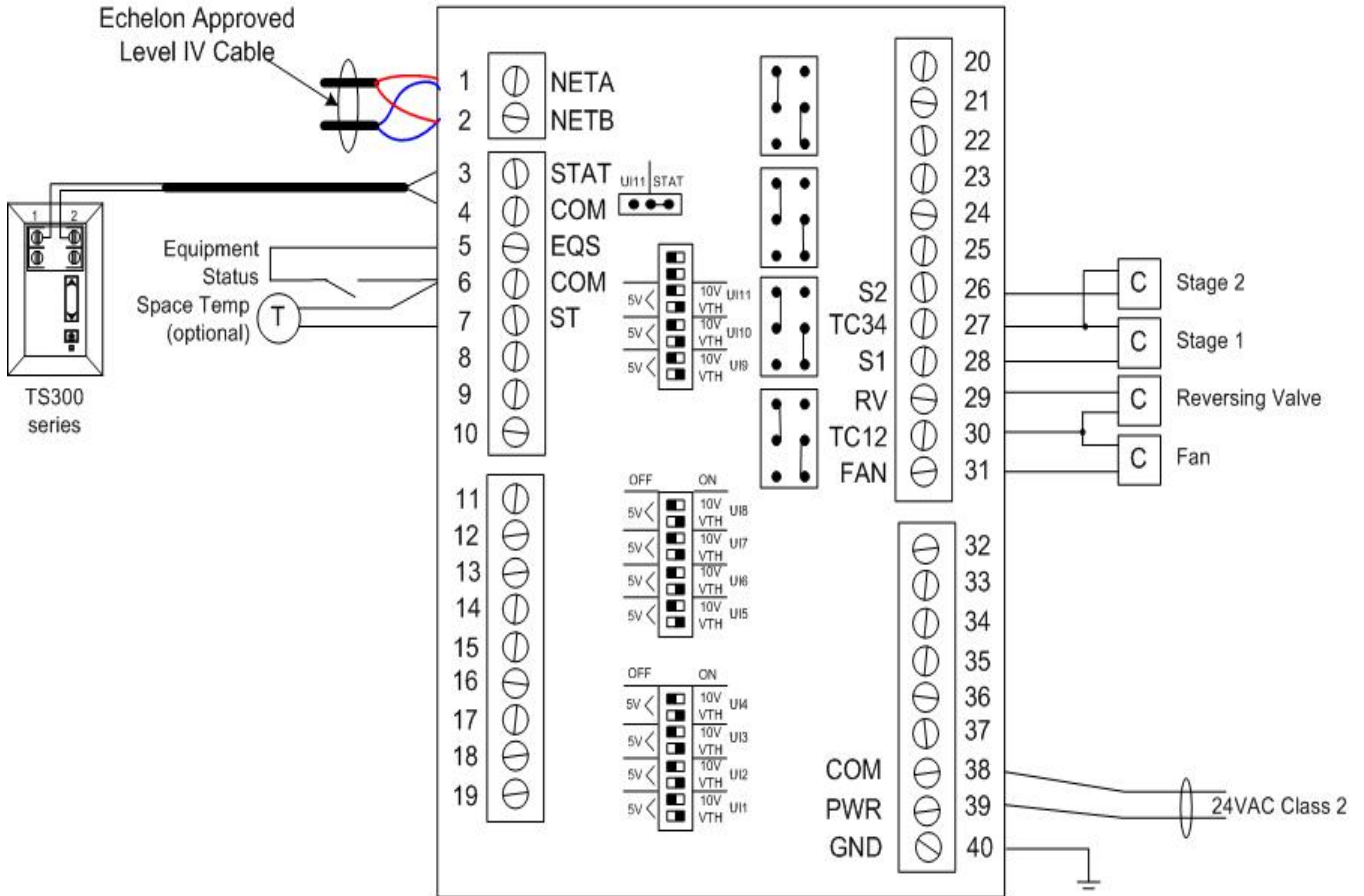 Echelon Approved
Level IV Cable
1 NETA
2 NETB
3 STAT
4 COM
5 EQS
6 COM
7 ST
8
9
10
11
12
13
14
15
16
17
18
19
1 2
TS300
series
Equipment
Status
Space Temp
(optional)
T
UI11 STAT
5V 10V UI11
VTH
5V 10V UI10
VTH
5V 10V UI9
VTH
OFF ON
5V 10V UI8
VTH
5V 10V UI7
VTH
5V 10V UI6
VTH
5V 10V UI5
VTH
OFF ON
5V 10V UI4
VTH
5V 10V UI3
VTH
5V 10V UI2
VTH
5V 10V UI1
VTH
20
21
22
23
24
25
S2 26
TC34 27
S1 28
RV 29
TC12 30
FAN 31
32
33
34
35
36
37
COM 38
PWR 39
GND 40
C Stage 2
C Stage 1
C Reversing Valve
C Fan
24VAC Class 2